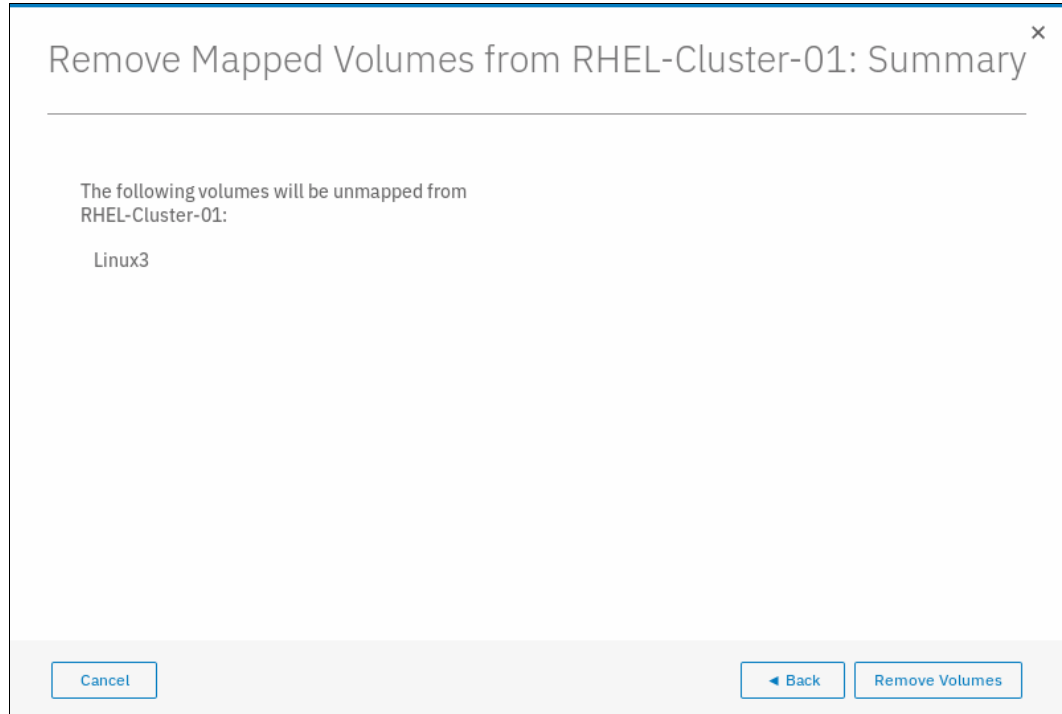 ×
Remove Mapped Volumes from RHEL-Cluster-01: Summary
The following volumes will be unmapped from
RHEL-Cluster-01:
Linux3
Cancel
◄ Back
Remove Volumes